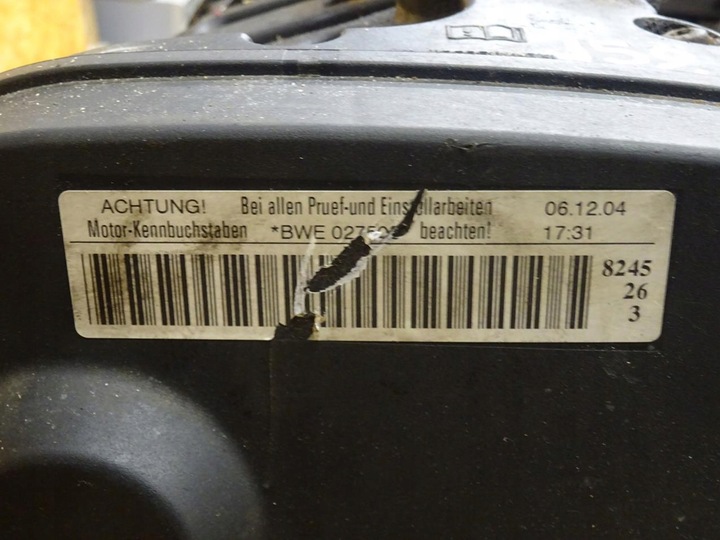 ACHTUNG! Bei allen Pruef-und Einstellarbeiten 06.12.04
Motor-Kennbuchstaben *BWE beachten! 17:31
8245
26
3